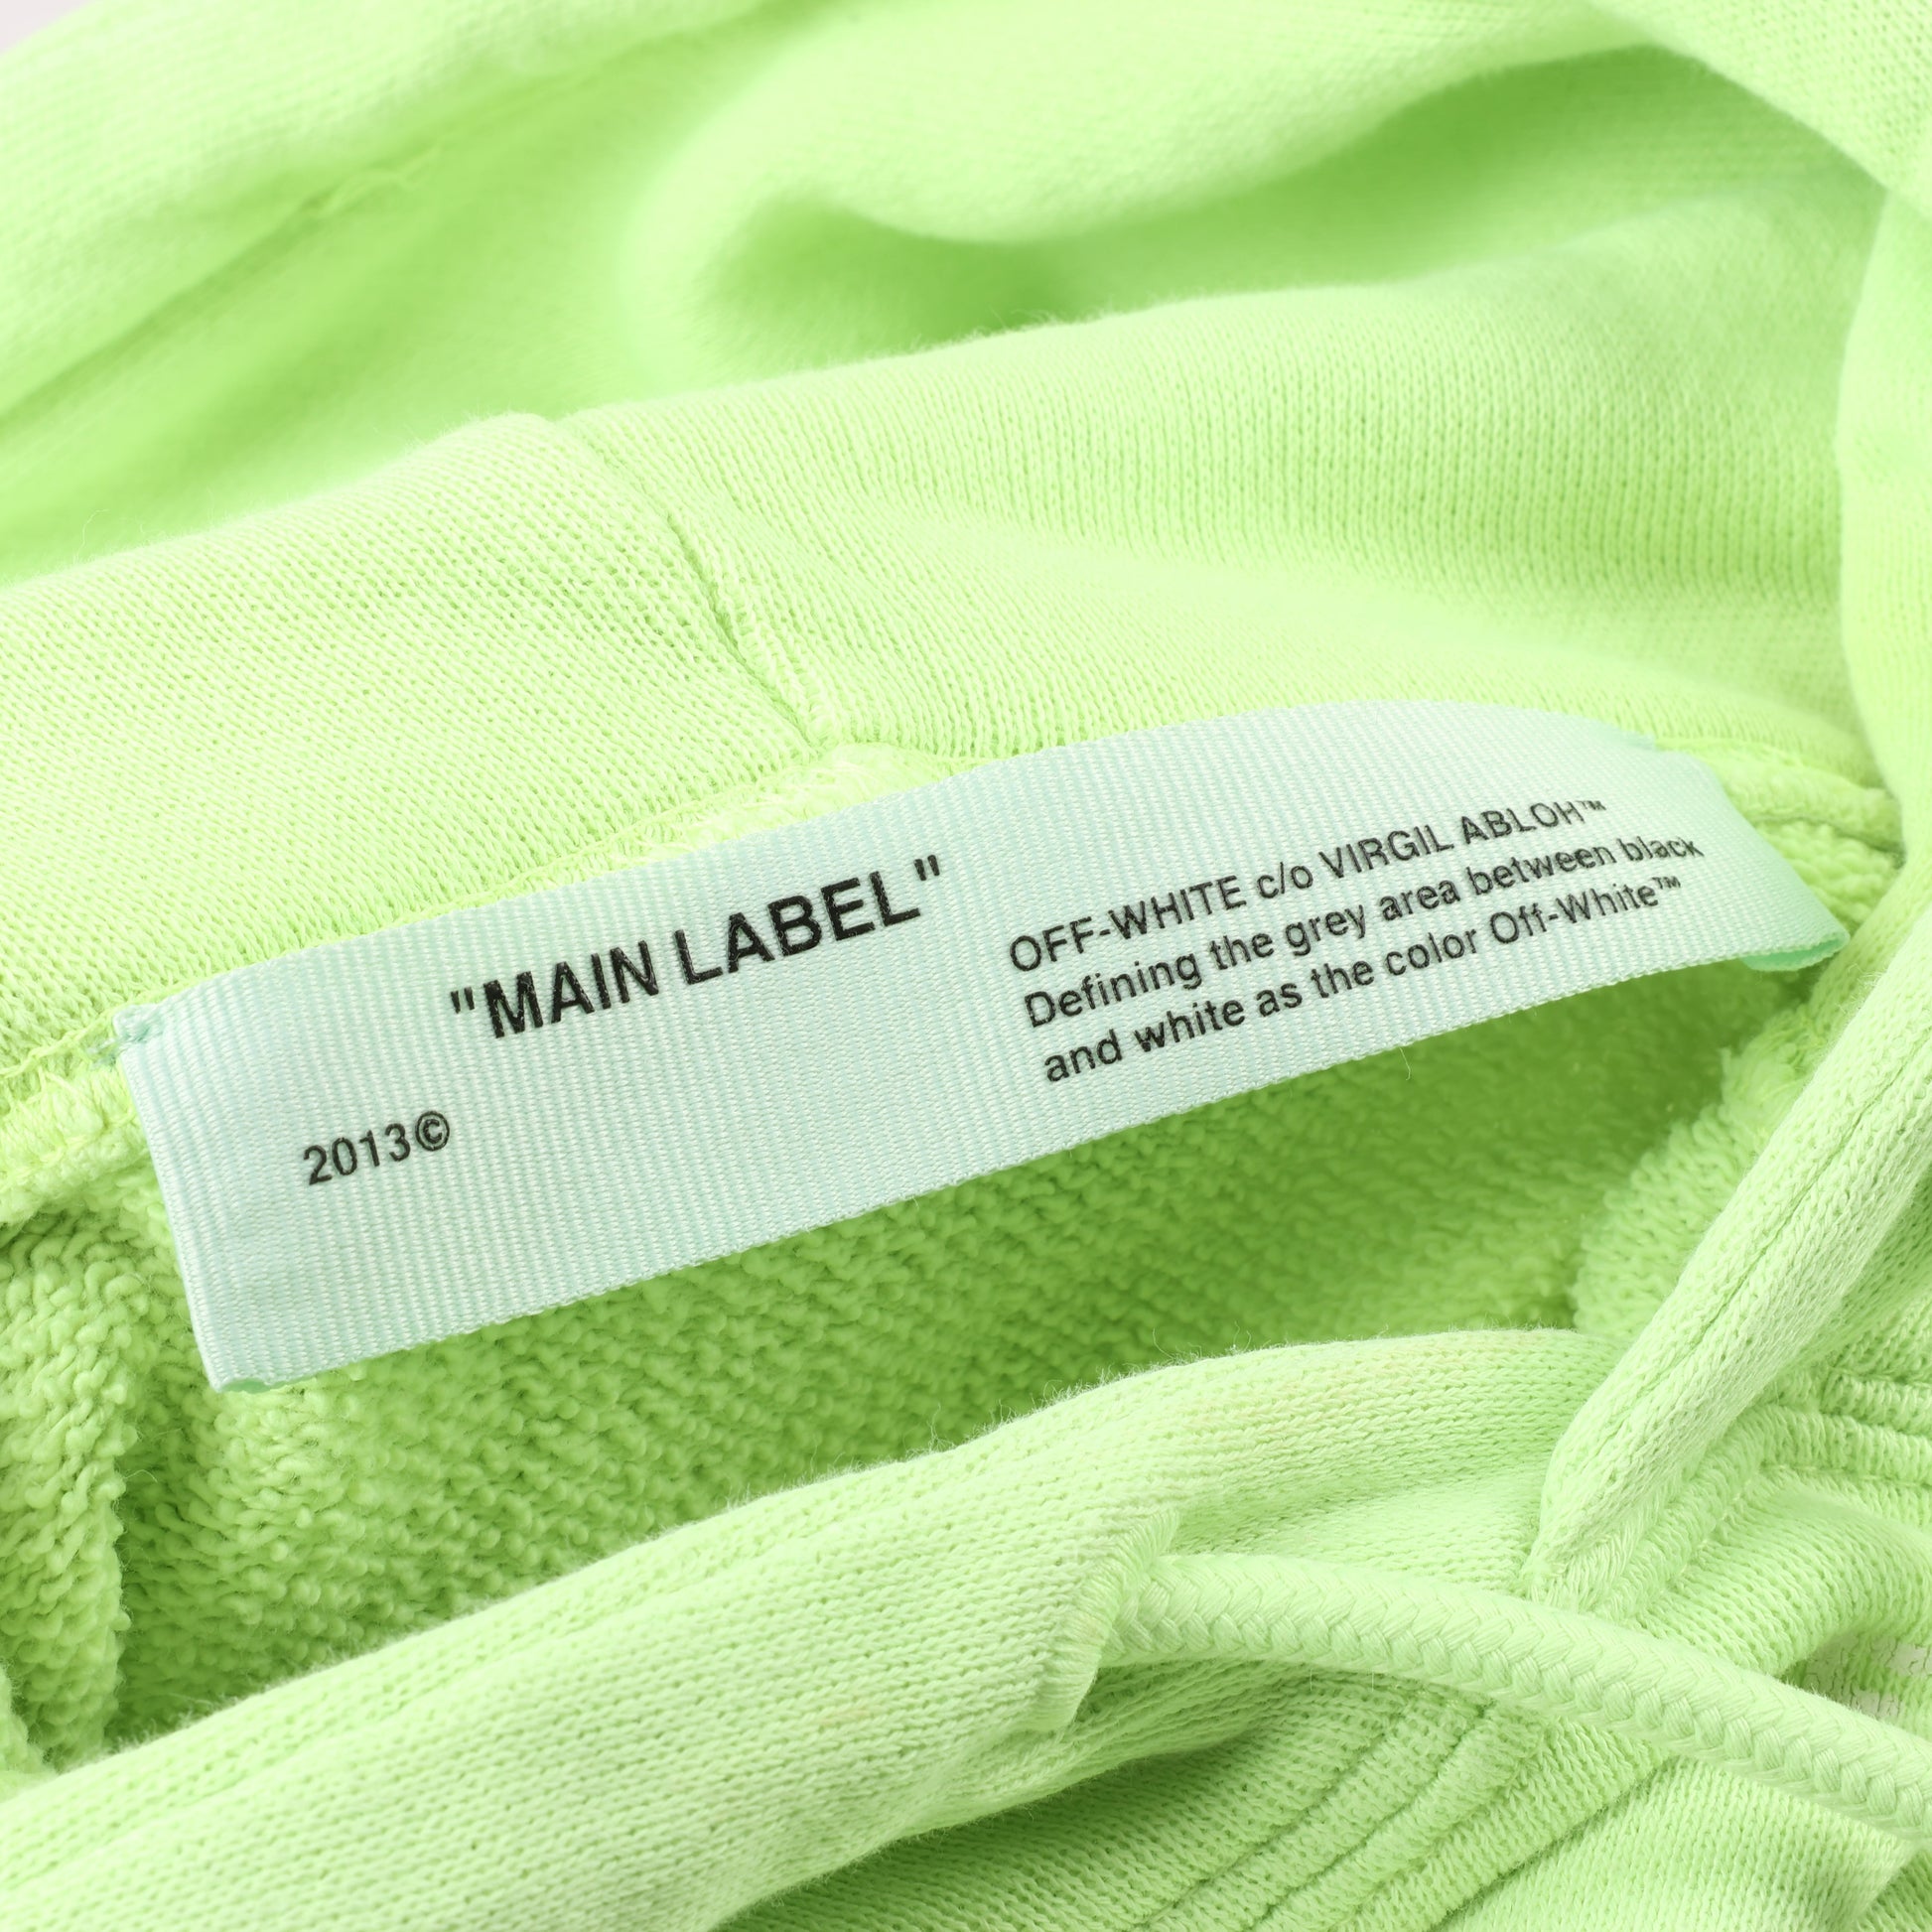 "MAIN LABEL"
2013©
OFF-WHITE c/o VIRGIL ABLOH™
Defining the grey area between black
and white as the color Off-White™